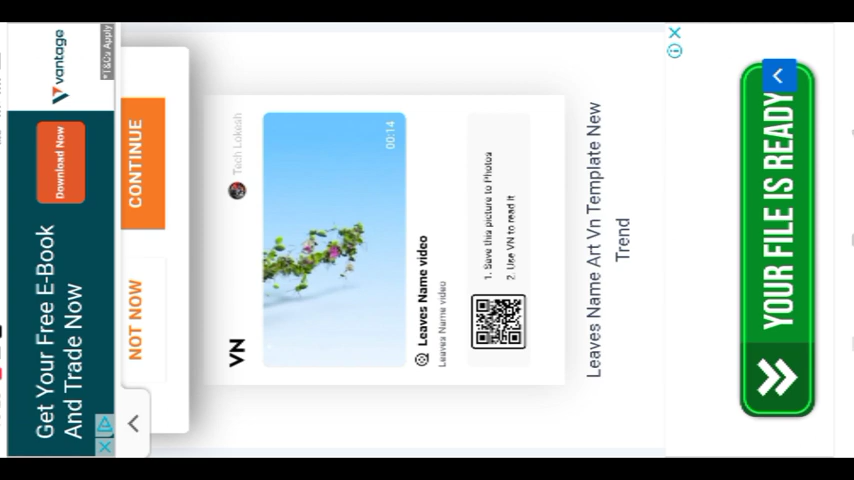 vantage
*T&Cs Apply
Get Your Free E-Book
And Trade Now
Download Now
NOT NOW
CONTINUE
VN
Tech Lokesh
00:14
Leaves Name video
Leaves Name video
1. Save this picture to Photos
2. Use VN to read it
Leaves Name Art Vn Template New
Trend
YOUR FILE IS READY